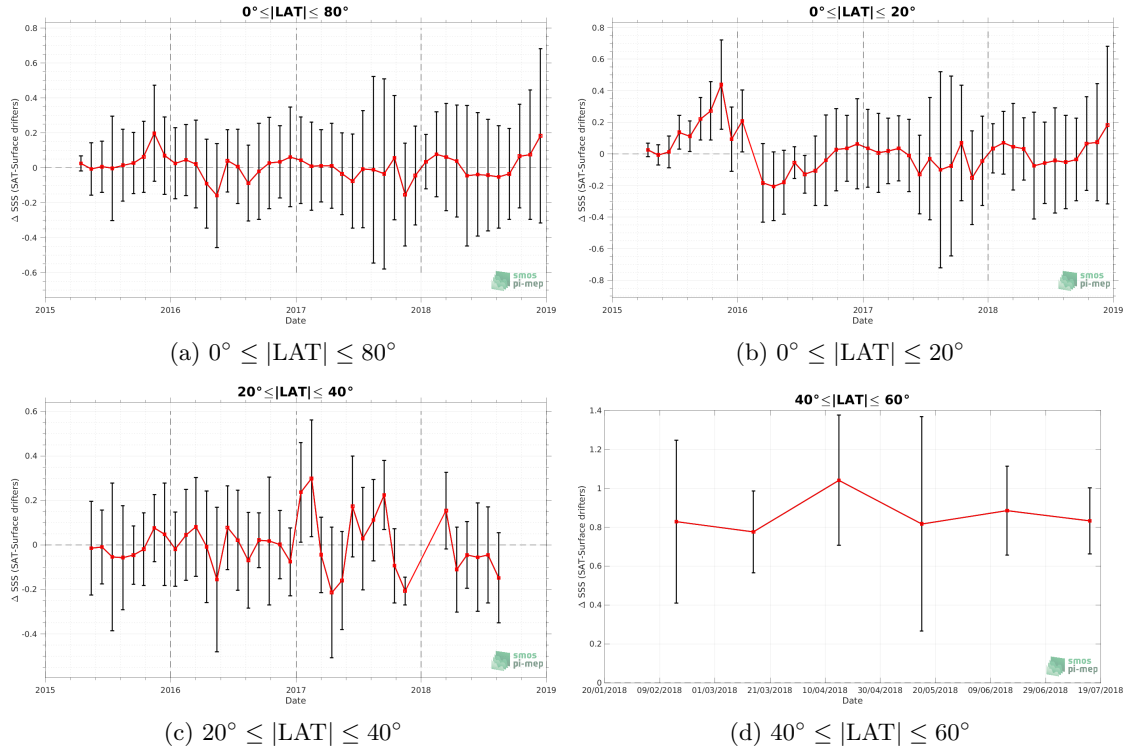 0°≤|LAT|≤ 80°
Δ SSS (SAT-Surface drifters)
0.8
0.6
0.4
0.2
0
-0.2
-0.4
-0.6
2015
2016
2017
2018
2019
Date
smos
pi-mep
(a) 0° ≤ |LAT| ≤ 80°
0°≤|LAT|≤ 20°
Δ SSS (SAT-Surface drifters)
0.8
0.6
0.4
0.2
0
-0.2
-0.4
-0.6
-0.8
2015
2016
2017
2018
2019
Date
smos
pi-mep
(b) 0° ≤ |LAT| ≤ 20°
20°≤|LAT|≤ 40°
Δ SSS (SAT-Surface drifters)
0.6
0.4
0.2
0
-0.2
-0.4
2015
2016
2017
2018
2019
Date
smos
pi-mep
(c) 20° ≤ |LAT| ≤ 40°
40°≤|LAT|≤ 60°
Δ SSS (SAT-Surface drifters)
1.4
1.2
1
0.8
0.6
0.4
0.2
0
20/01/2018
09/02/2018
01/03/2018
21/03/2018
10/04/2018
30/04/2018
20/05/2018
09/06/2018
29/06/2018
19/07/2018
Date
smos
pi-mep
(d) 40° ≤ |LAT| ≤ 60°